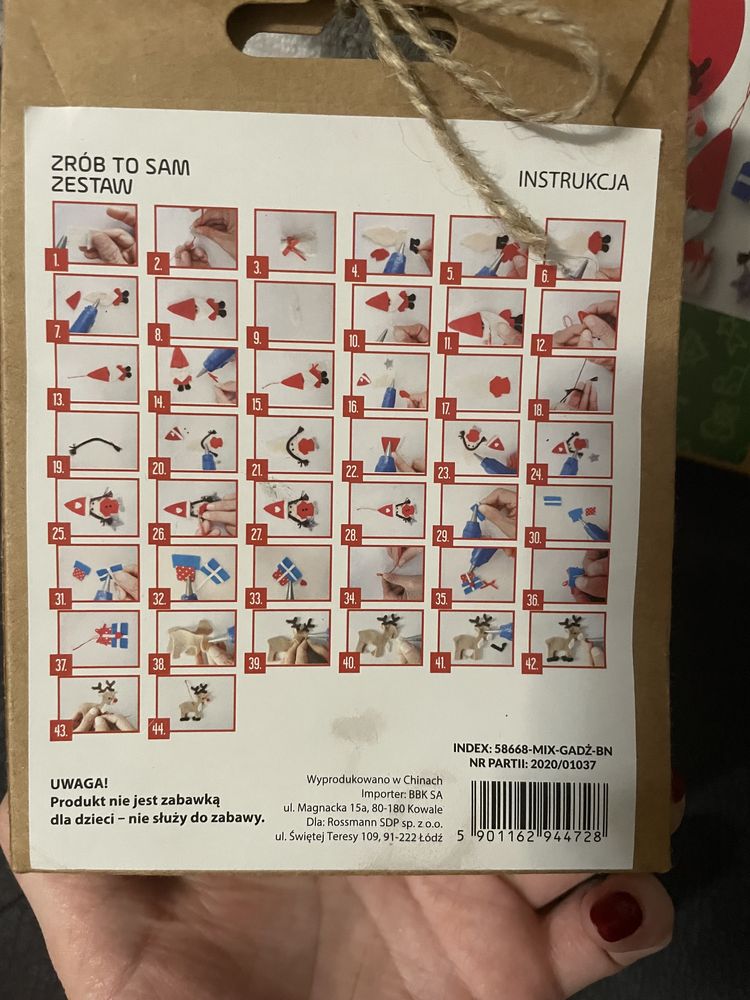 ZRÓB TO SAM
ZESTAW
INSTRUKCJA
1. 2. 3. 4. 5. 6.
7. 8. 9. 10. 11. 12.
13. 14. 15. 16. 17. 18.
19. 20. 21. 22. 23. 24.
25. 26. 27. 28. 29. 30.
31. 32. 33. 34. 35. 36.
37. 38. 39. 40. 41. 42.
43. 44.
INDEX: 58668-MIX-GADŻ-BN
NR PARTII: 2020/01037
UWAGA!
Produkt nie jest zabawką
dla dzieci – nie służy do zabawy.
Wyprodukowano w Chinach
Importer: BBK SA
ul. Magnacka 15a, 80-180 Kowale
Dla: Rossmann SDP sp. z o.o.
ul. Świętej Teresy 109, 91-222 Łódź
5 901162 944728